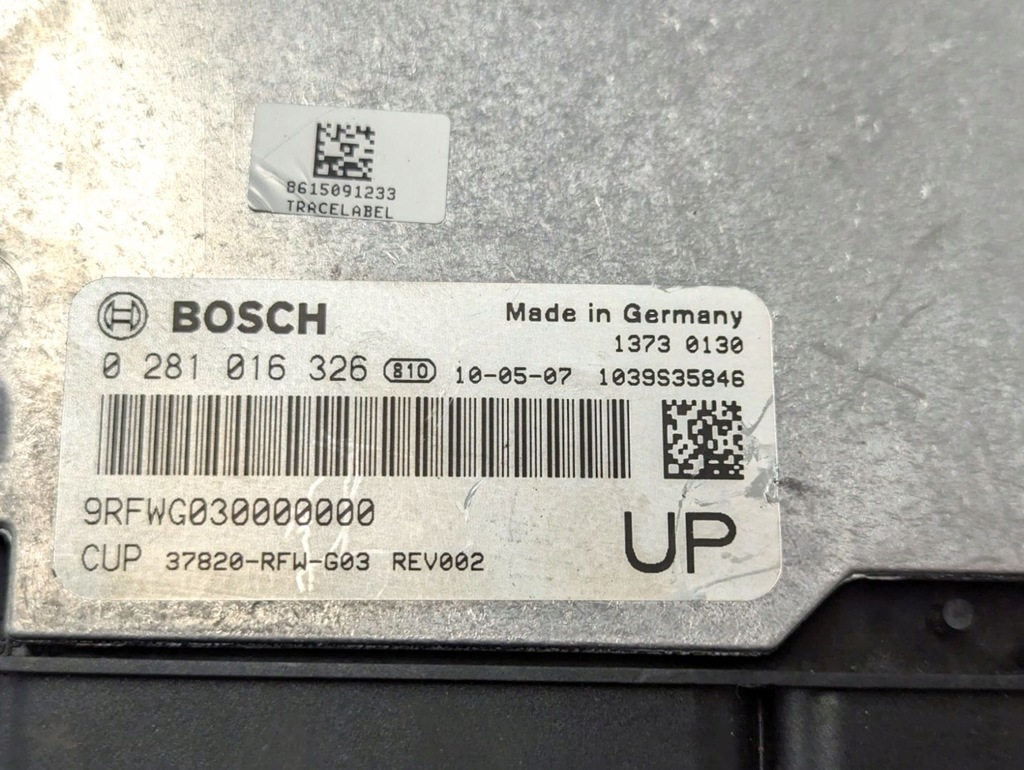 8615091233
TRACELABEL
BOSCH
Made in Germany
1373 0130
0 281 016 326 810 10-05-07 1039S35846
9RFWG030000000
UP
CUP 37820-RFW-G03 REV002